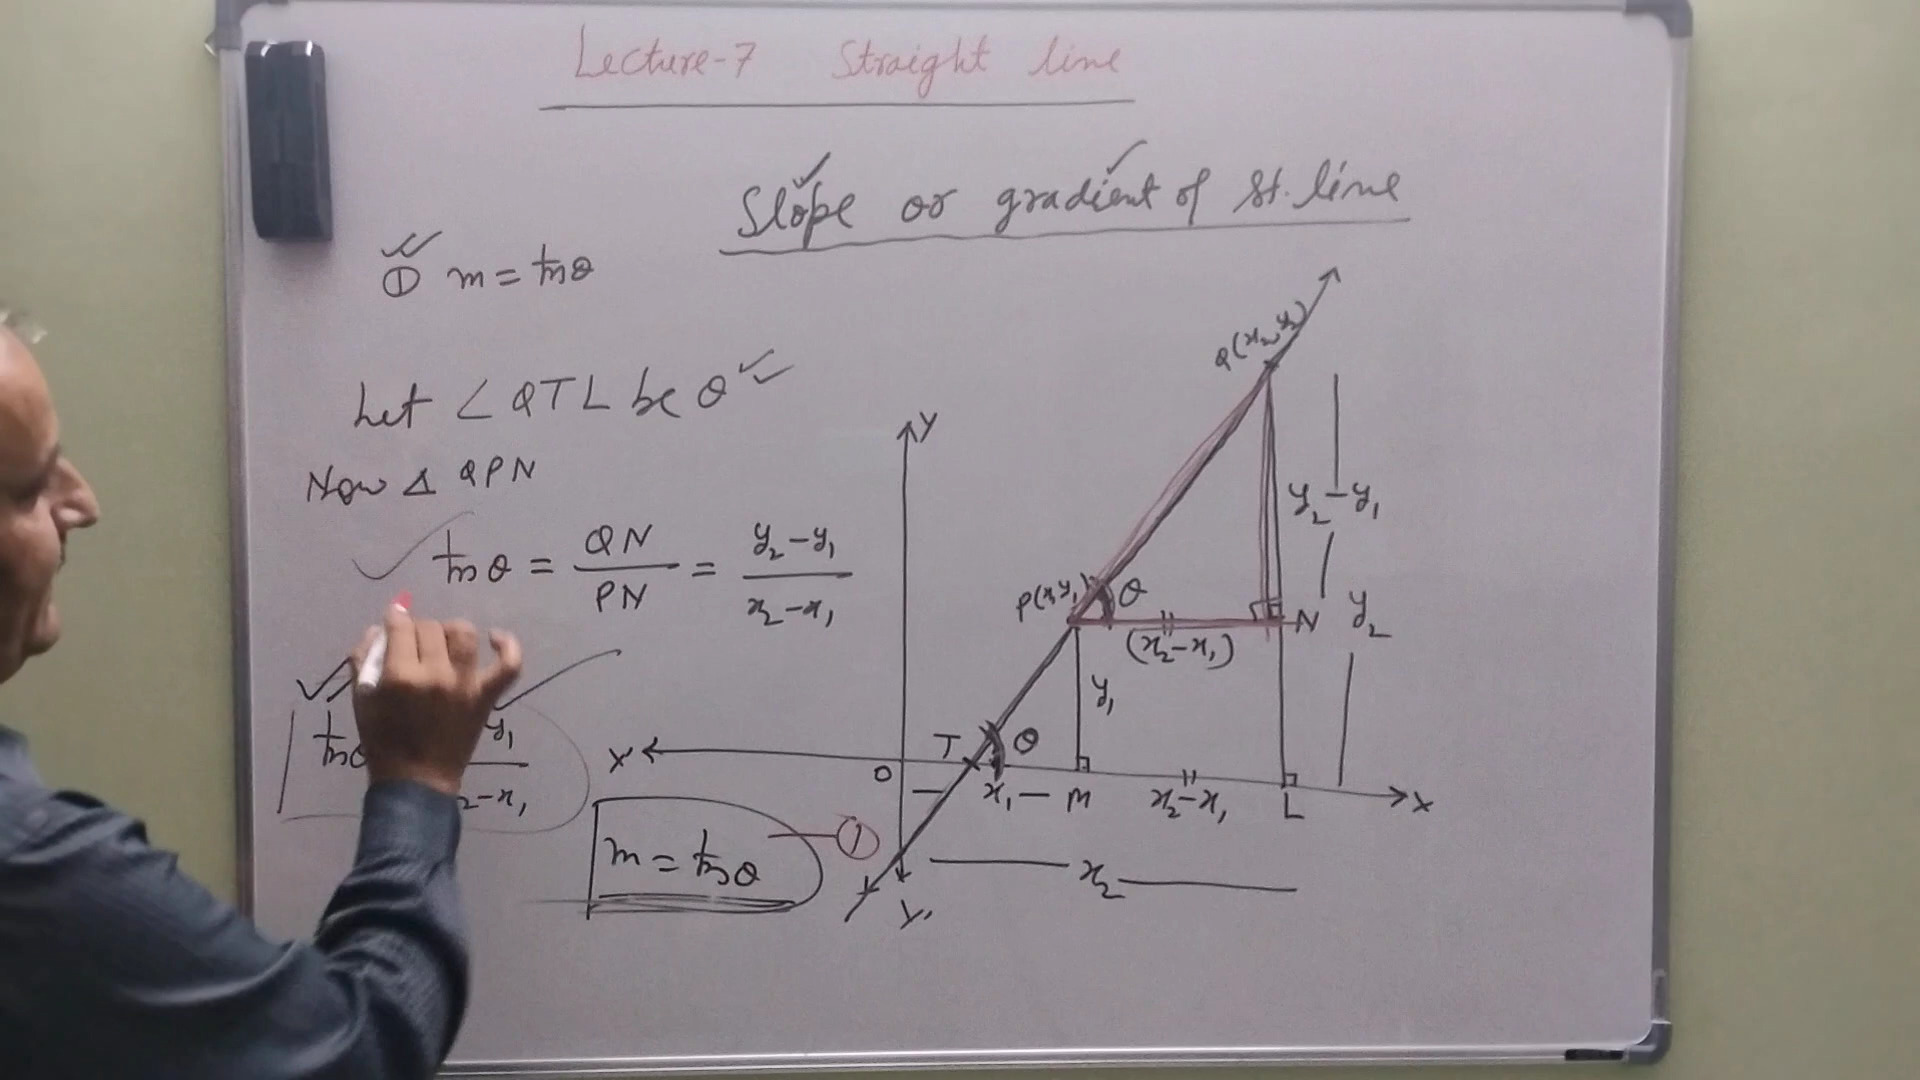 Lecture-7 Straight line
Slope or gradient of st. line
① m = tanθ
Let ∠QTL be θ
Now Δ QPN
tanθ = QN/PN = y₂-y₁/x₂-x₁
y₁
-x₁
m = tanθ ①
Q(x₂, y₂)
Y
y₂-y₁
P(x₁y₁)
θ
N
y₂
(x₂-x₁)
y₁
T
θ
X'
O
x₁
M
x₂-x₁
L
X
x₂
Y'